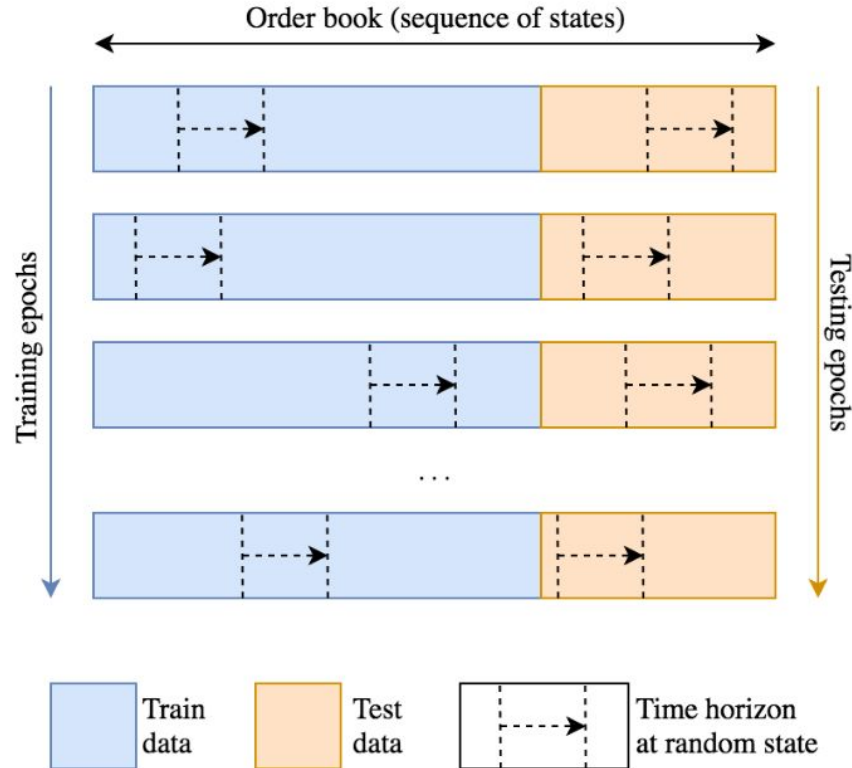 Order book (sequence of states)
Training epochs
Testing epochs
...
Train
data
Test
data
Time horizon
at random state